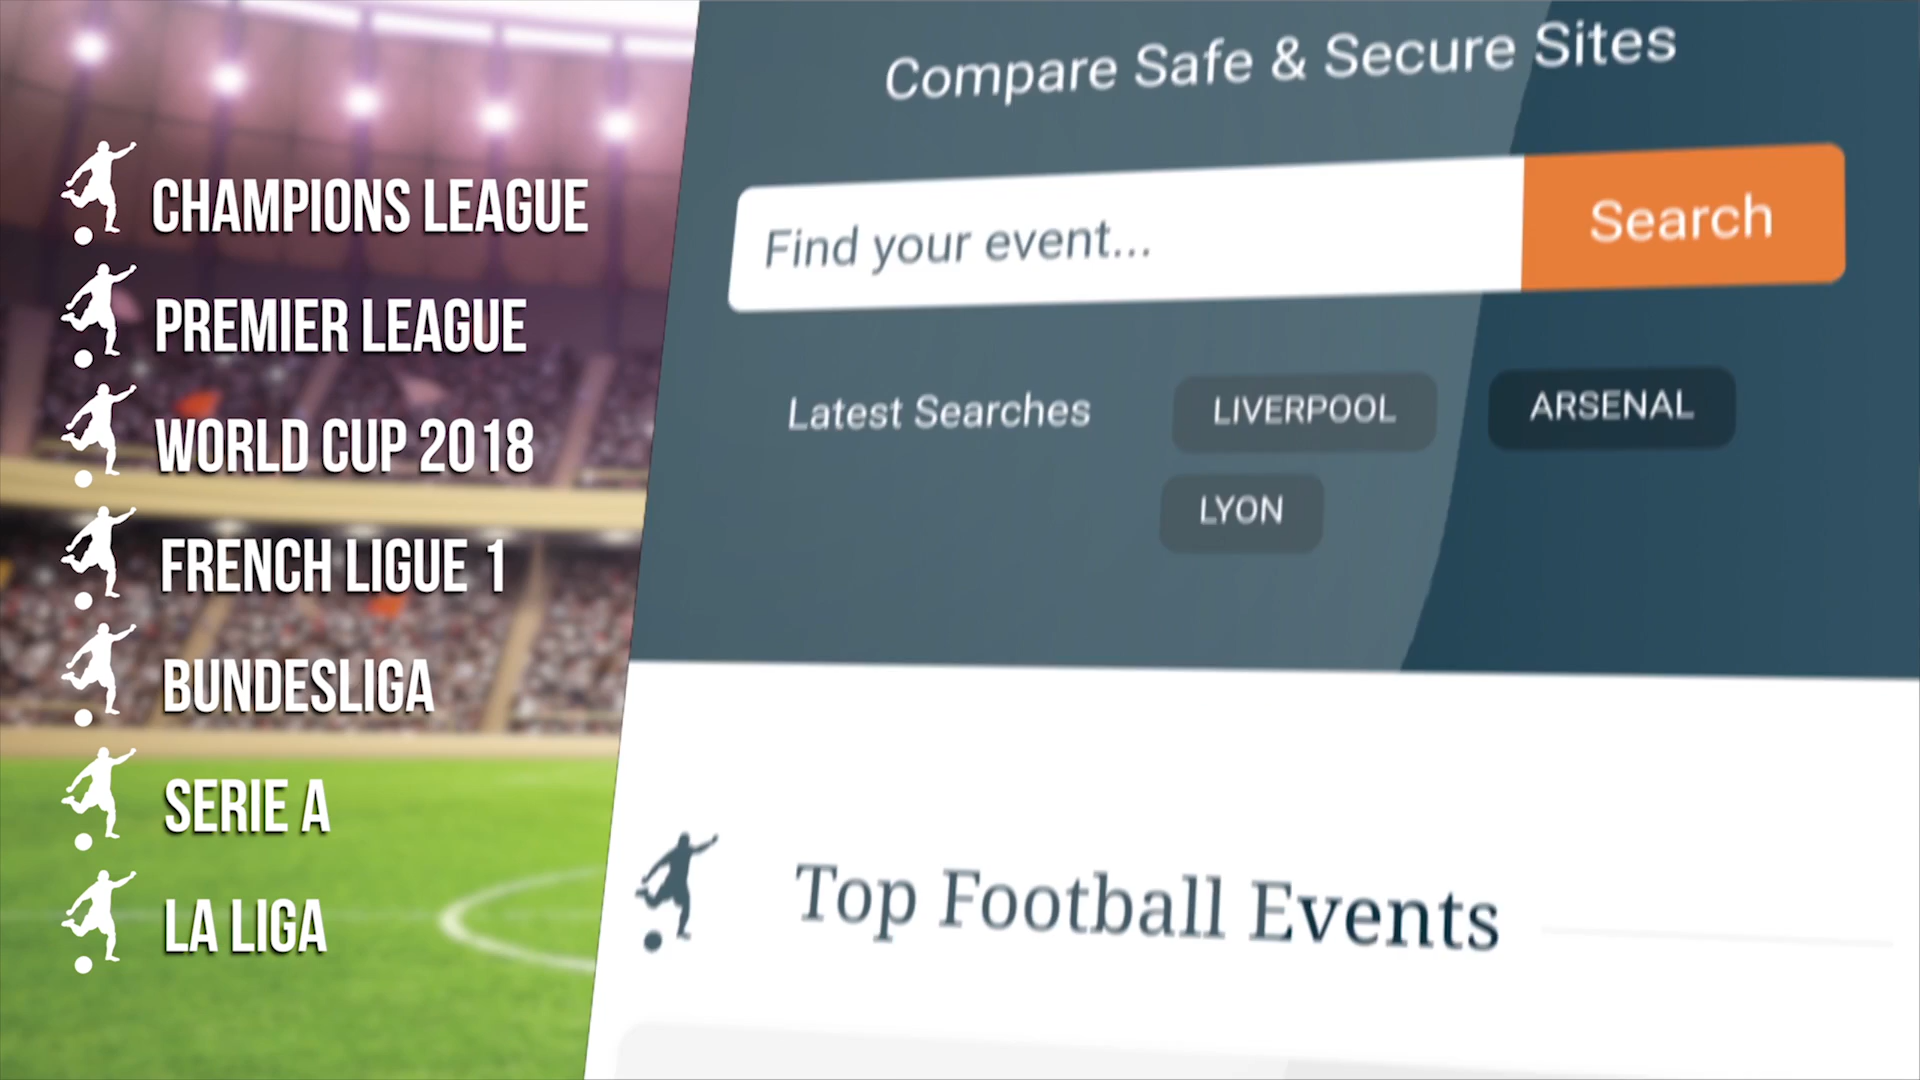 CHAMPIONS LEAGUE
PREMIER LEAGUE
WORLD CUP 2018
FRENCH LIGUE 1
BUNDESLIGA
SERIE A
LA LIGA
Compare Safe & Secure Sites
Find your event...
Search
Latest Searches
LIVERPOOL
ARSENAL
LYON
Top Football Events